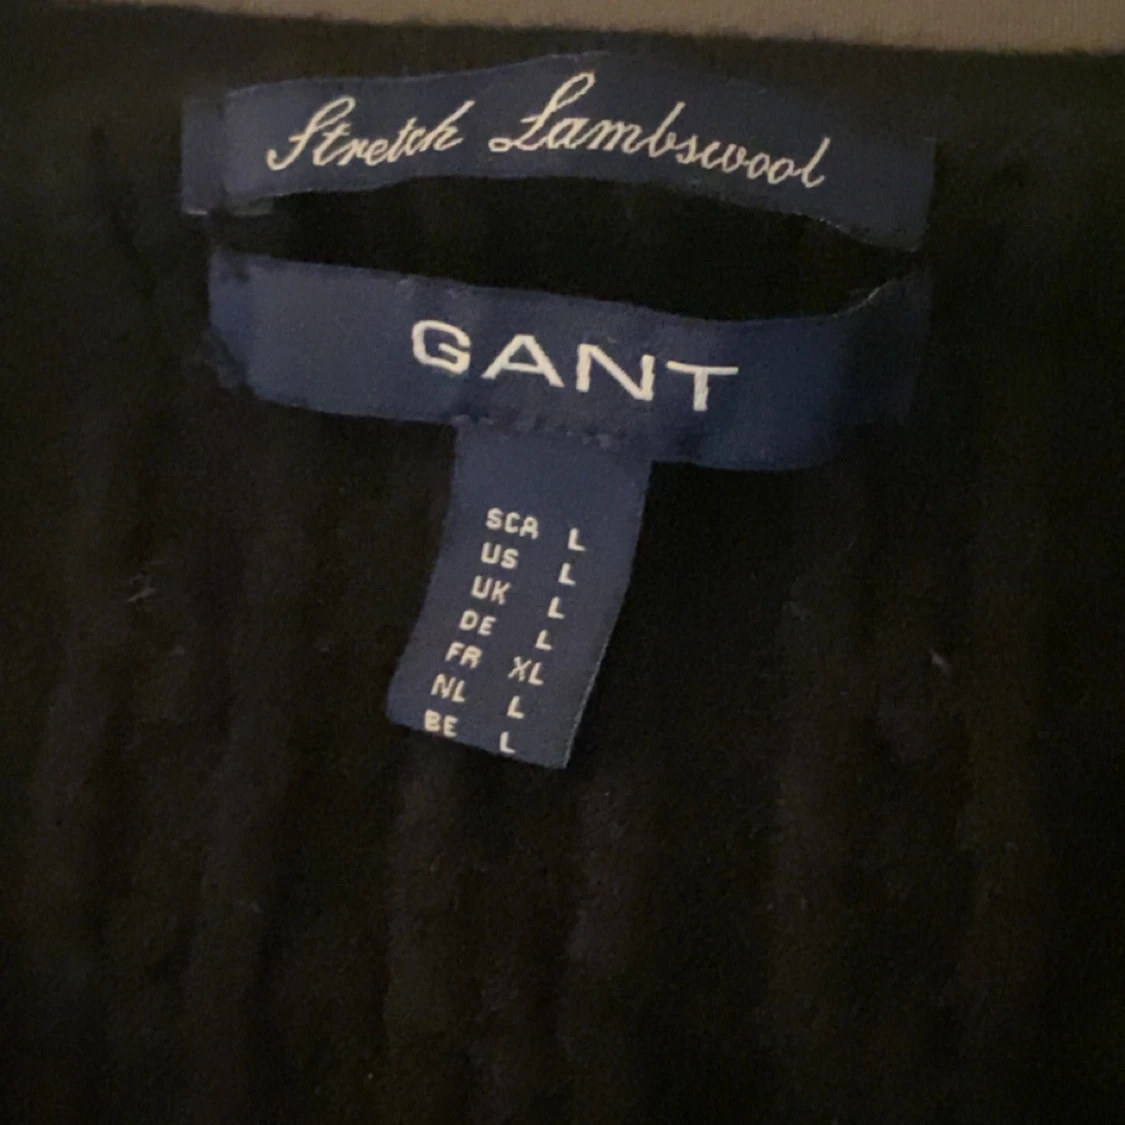 Stretch Lambswool
GANT
SCA L
US L
UK L
DE L
FR XL
NL L
BE L